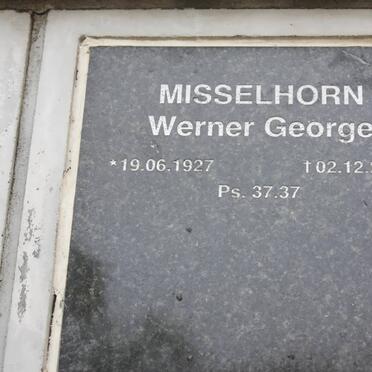 MISSELHORN
Werner George
*19.06.1927 †02.12.
Ps. 37.37